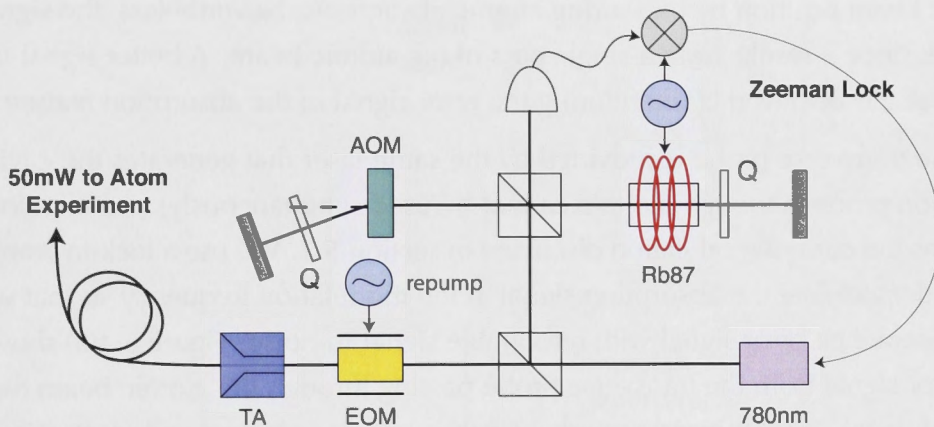 Zeeman Lock
AOM
50mW to Atom
Experiment
Q
Q
Rb87
repump
TA
EOM
780nm